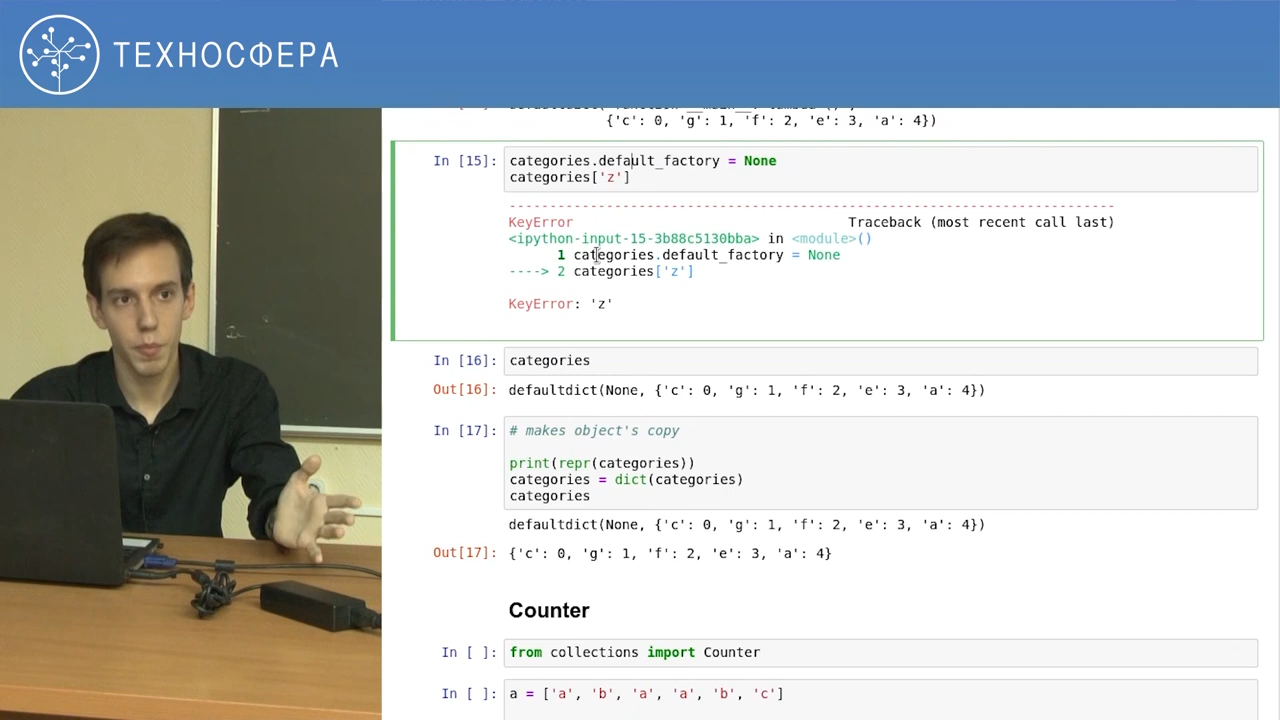 ТЕХНОСФЕРА
{'c': 0, 'g': 1, 'f': 2, 'e': 3, 'a': 4})
In [15]:
categories.default_factory = None
categories['z']
---------------------------------------------------------------------------
KeyError                                  Traceback (most recent call last)
<ipython-input-15-3b88c5130bba> in <module>()
      1 categories.default_factory = None
----> 2 categories['z']
KeyError: 'z'
In [16]:
categories
Out[16]:
defaultdict(None, {'c': 0, 'g': 1, 'f': 2, 'e': 3, 'a': 4})
In [17]:
# makes object's copy
print(repr(categories))
categories = dict(categories)
categories
defaultdict(None, {'c': 0, 'g': 1, 'f': 2, 'e': 3, 'a': 4})
Out[17]:
{'c': 0, 'g': 1, 'f': 2, 'e': 3, 'a': 4}
Counter
In [ ]:
from collections import Counter
In [ ]:
a = ['a', 'b', 'a', 'a', 'b', 'c']